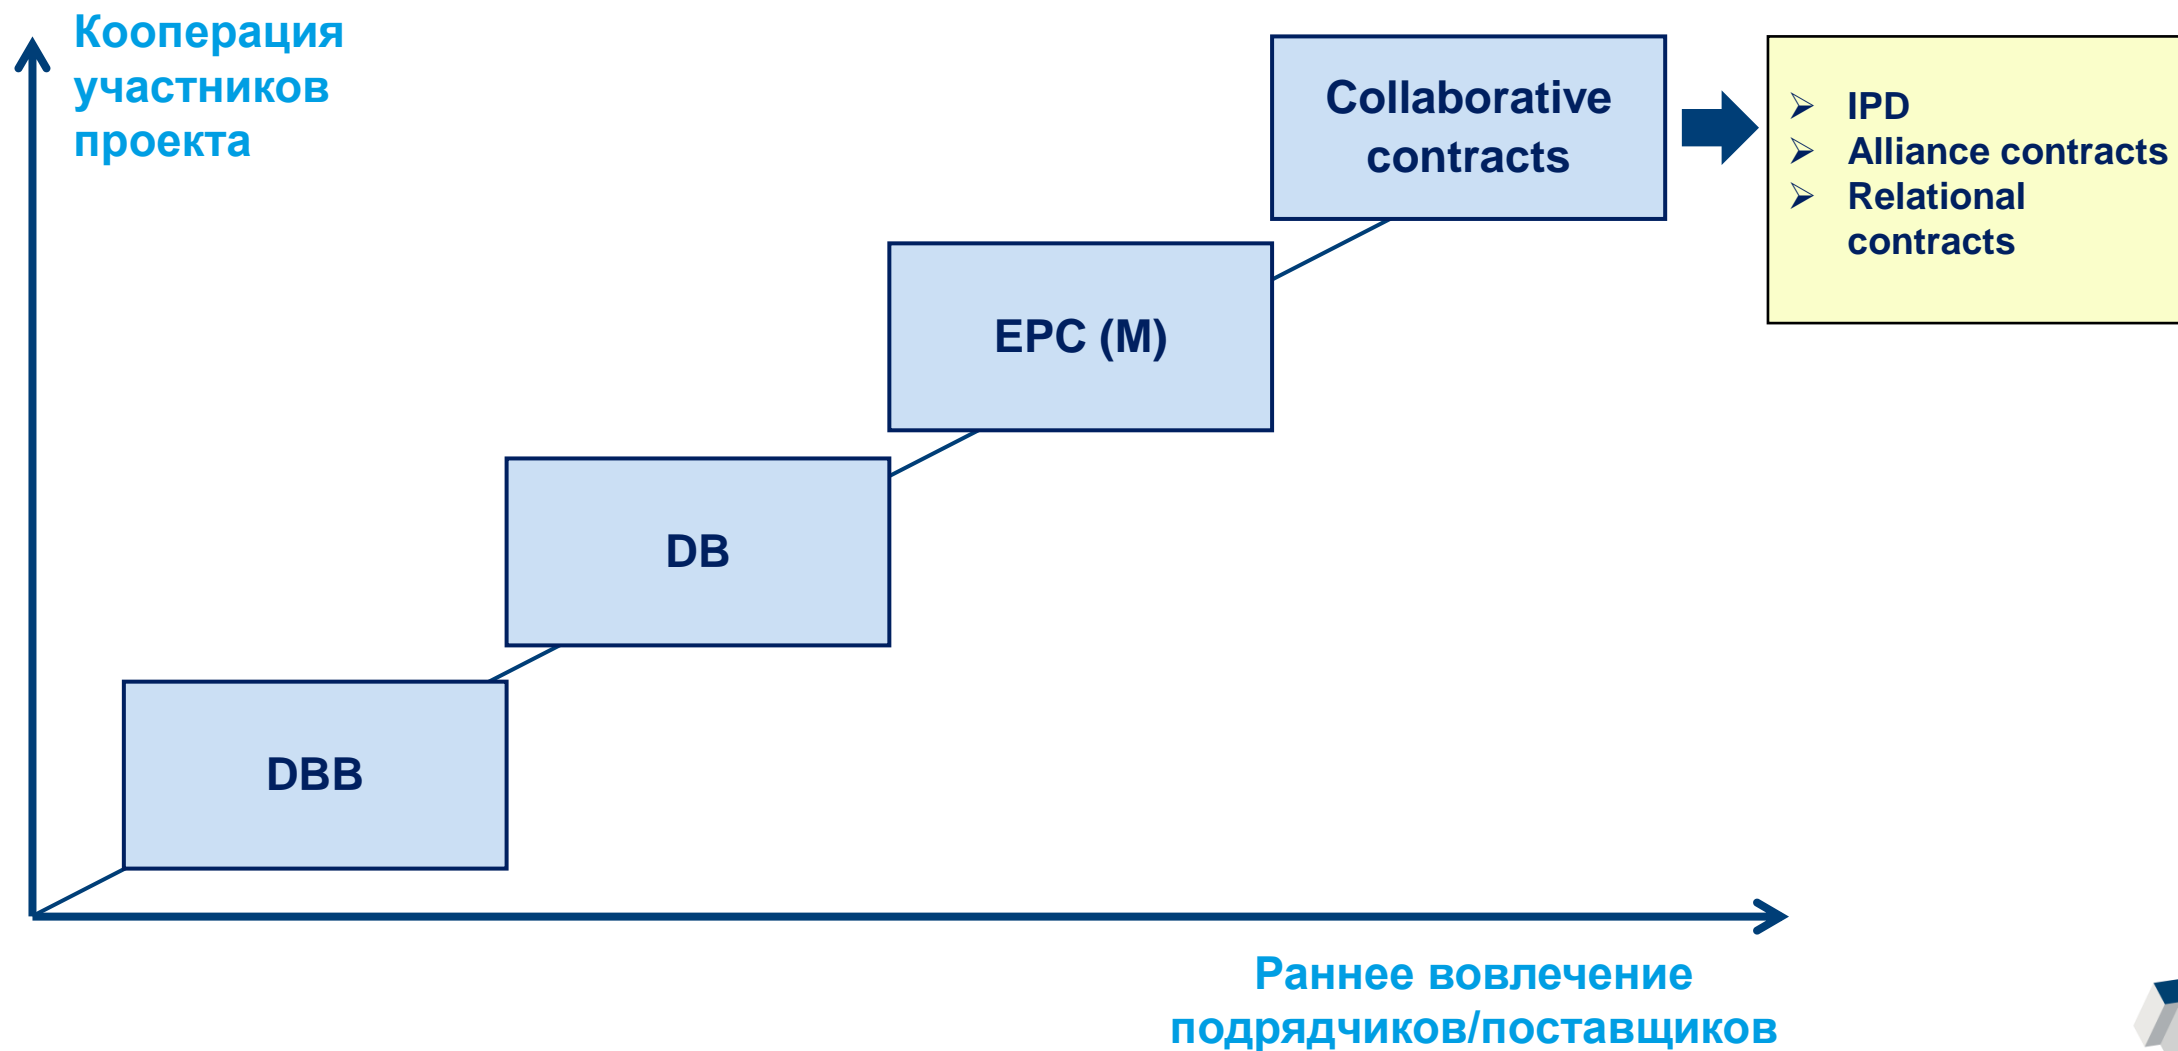 Кооперация
участников
проекта
Collaborative
contracts
➢ IPD
➢ Alliance contracts
➢ Relational
contracts
EPC (M)
DB
DBB
Раннее вовлечение
подрядчиков/поставщиков